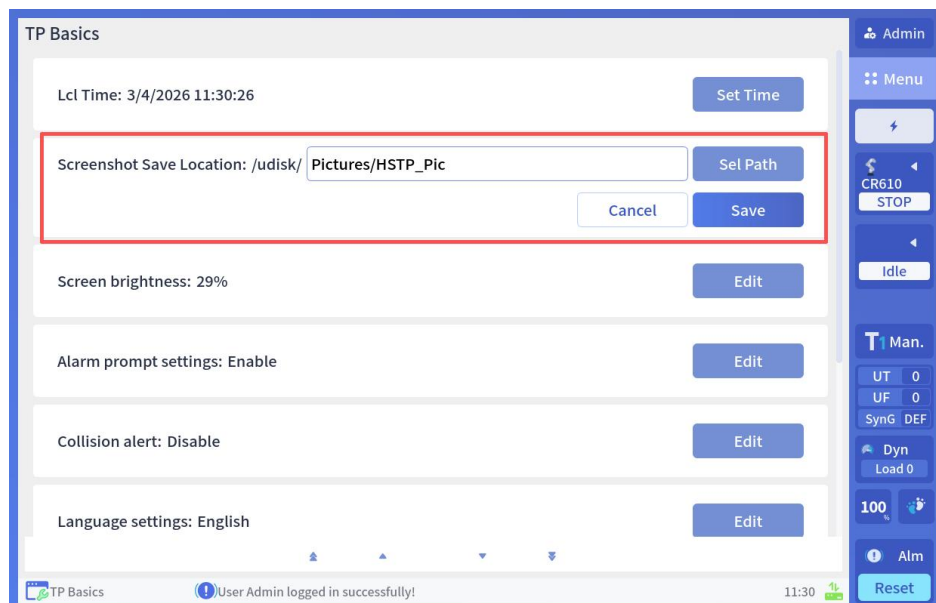 TP Basics
Lcl Time: 3/4/2026 11:30:26
Set Time
Screenshot Save Location: /udisk/ Pictures/HSTP_Pic
Sel Path
Cancel
Save
Screen brightness: 29%
Edit
Alarm prompt settings: Enable
Edit
Collision alert: Disable
Edit
Language settings: English
Edit
TP Basics
User Admin logged in successfully!
11:30
Admin
Menu
CR610
STOP
Idle
T1 Man.
UT 0
UF 0
SynG DEF
Dyn
Load 0
100 %
Alm
Reset